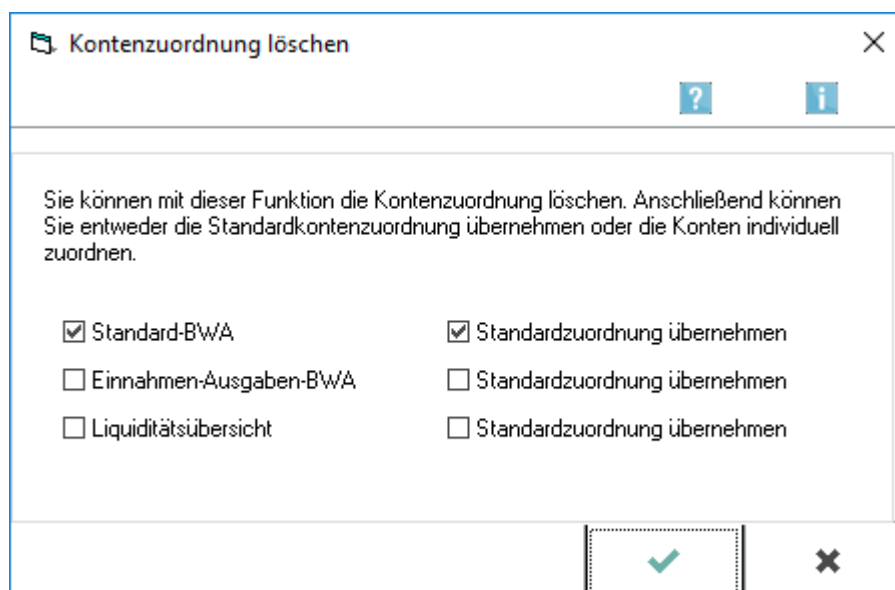 Kontenzuordnung löschen
? i
Sie können mit dieser Funktion die Kontenzuordnung löschen. Anschließend können
Sie entweder die Standardkontenzuordnung übernehmen oder die Konten individuell
zuordnen.
Standard-BWA Standardzuordnung übernehmen
Einnahmen-Ausgaben-BWA Standardzuordnung übernehmen
Liquiditätsübersicht Standardzuordnung übernehmen